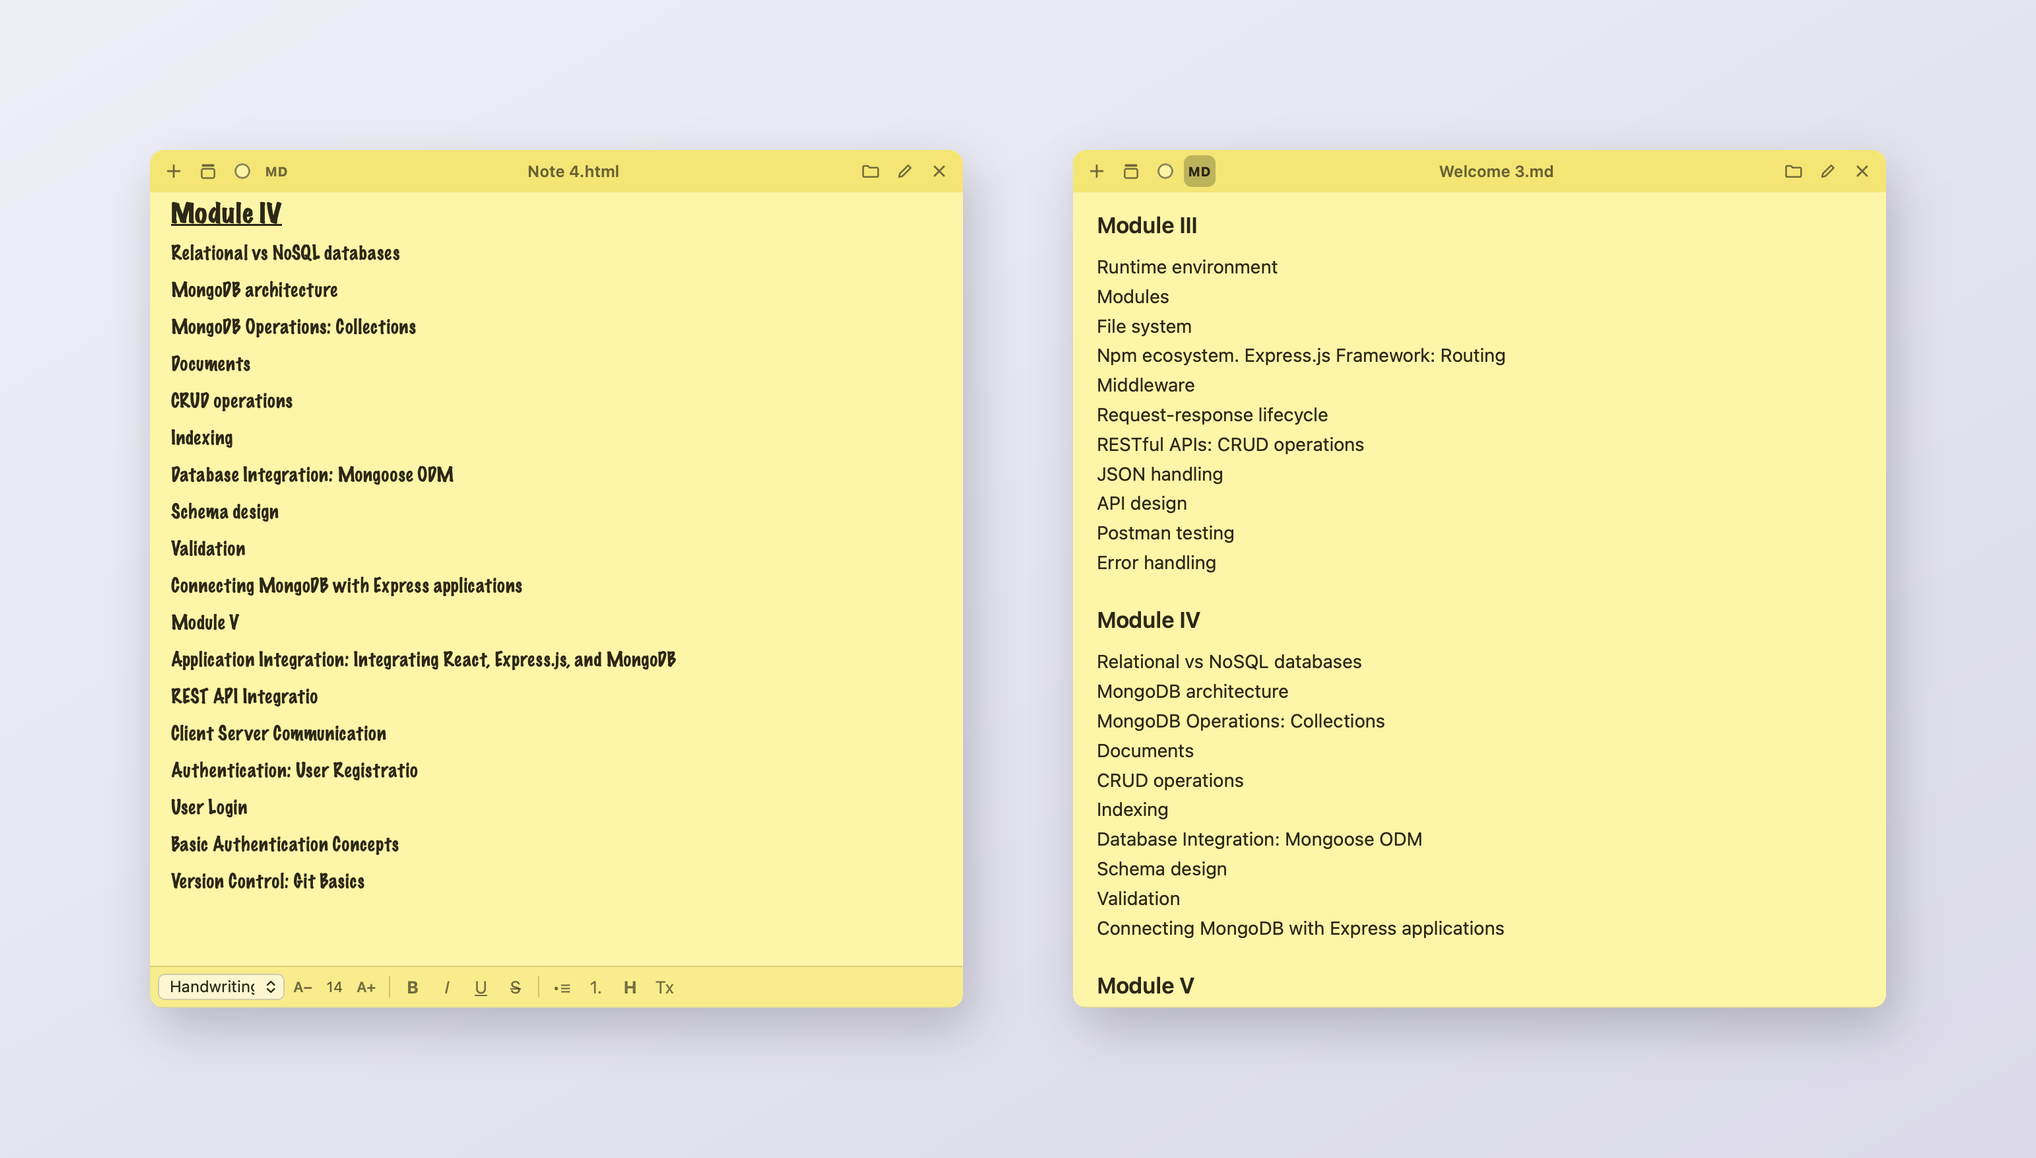 MD
Note 4.html
Module IV
Relational vs NoSQL databases
MongoDB architecture
MongoDB Operations: Collections
Documents
CRUD operations
Indexing
Database Integration: Mongoose ODM
Schema design
Validation
Connecting MongoDB with Express applications
Module V
Application Integration: Integrating React, Express.js, and MongoDB
REST API Integratio
Client Server Communication
Authentication: User Registratio
User Login
Basic Authentication Concepts
Version Control: Git Basics
Handwriting A− 14 A+ B I U S 1. H Tx
MD
Welcome 3.md
Module III
Runtime environment
Modules
File system
Npm ecosystem. Express.js Framework: Routing
Middleware
Request-response lifecycle
RESTful APIs: CRUD operations
JSON handling
API design
Postman testing
Error handling
Module IV
Relational vs NoSQL databases
MongoDB architecture
MongoDB Operations: Collections
Documents
CRUD operations
Indexing
Database Integration: Mongoose ODM
Schema design
Validation
Connecting MongoDB with Express applications
Module V